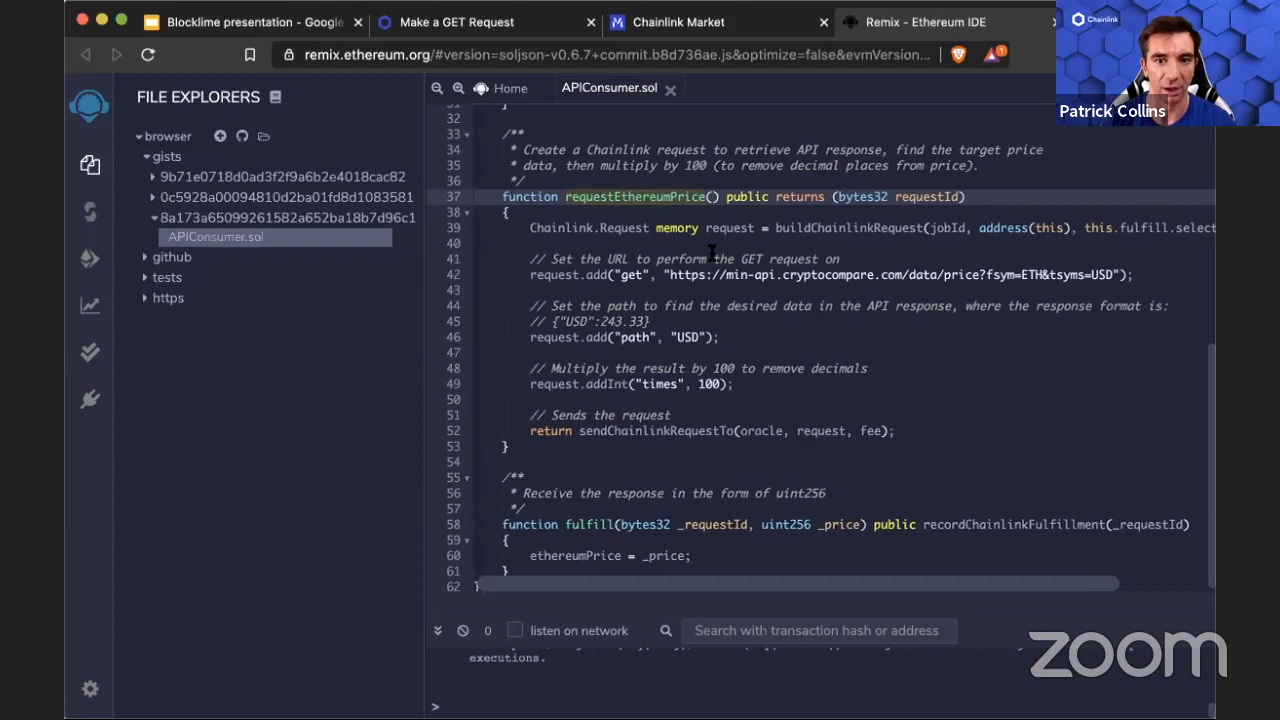 Blocklime presentation - Google
Make a GET Request
Chainlink Market
Remix - Ethereum IDE
remix.ethereum.org/#version=soljson-v0.6.7+commit.b8d736ae.js&optimize=false&evmVersion...
1
Chainlink
Patrick Collins
FILE EXPLORERS
browser
gists
9b71e0718d0ad3f2f9a6b2e4018cac82
0c5928a00094810d2ba01fd8d1083581
8a173a65099261582a652ba18b7d96c1
APIConsumer.sol
github
tests
https
Home
APIConsumer.sol
31 }
32
33 /**
34 * Create a Chainlink request to retrieve API response, find the target price
35 * data, then multiply by 100 (to remove decimal places from price).
36 */
37 function requestEthereumPrice() public returns (bytes32 requestId)
38 {
39 Chainlink.Request memory request = buildChainlinkRequest(jobId, address(this), this.fulfill.select
40
41 // Set the URL to perform the GET request on
42 request.add("get", "https://min-api.cryptocompare.com/data/price?fsym=ETH&tsyms=USD");
43
44 // Set the path to find the desired data in the API response, where the response format is:
45 // {"USD":243.33}
46 request.add("path", "USD");
47
48 // Multiply the result by 100 to remove decimals
49 request.addInt("times", 100);
50
51 // Sends the request
52 return sendChainlinkRequestTo(oracle, request, fee);
53 }
54
55 /**
56 * Receive the response in the form of uint256
57 */
58 function fulfill(bytes32 _requestId, uint256 _price) public recordChainlinkFulfillment(_requestId)
59 {
60 ethereumPrice = _price;
61 }
62 }
0
listen on network
Search with transaction hash or address
executions.
>
zoom